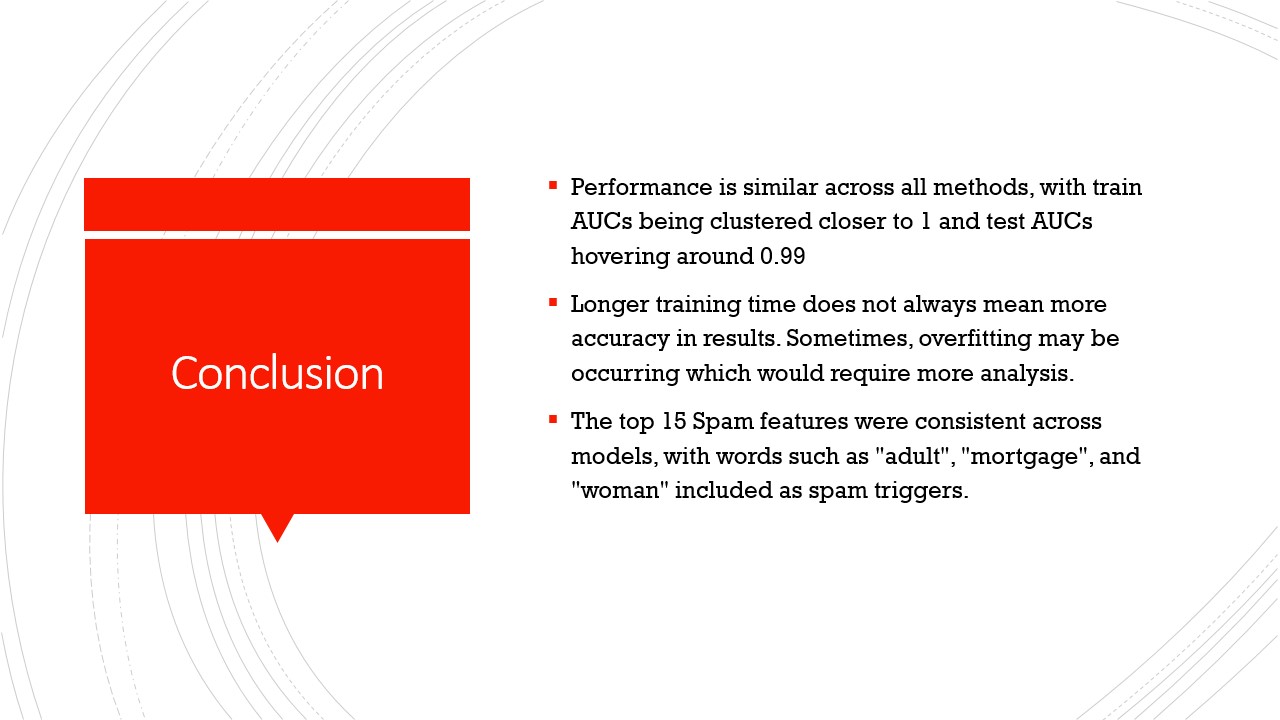 Conclusion
Performance is similar across all methods, with train
AUCs being clustered closer to 1 and test AUCs
hovering around 0.99
Longer training time does not always mean more
accuracy in results. Sometimes, overfitting may be
occurring which would require more analysis.
The top 15 Spam features were consistent across
models, with words such as "adult", "mortgage", and
"woman" included as spam triggers.